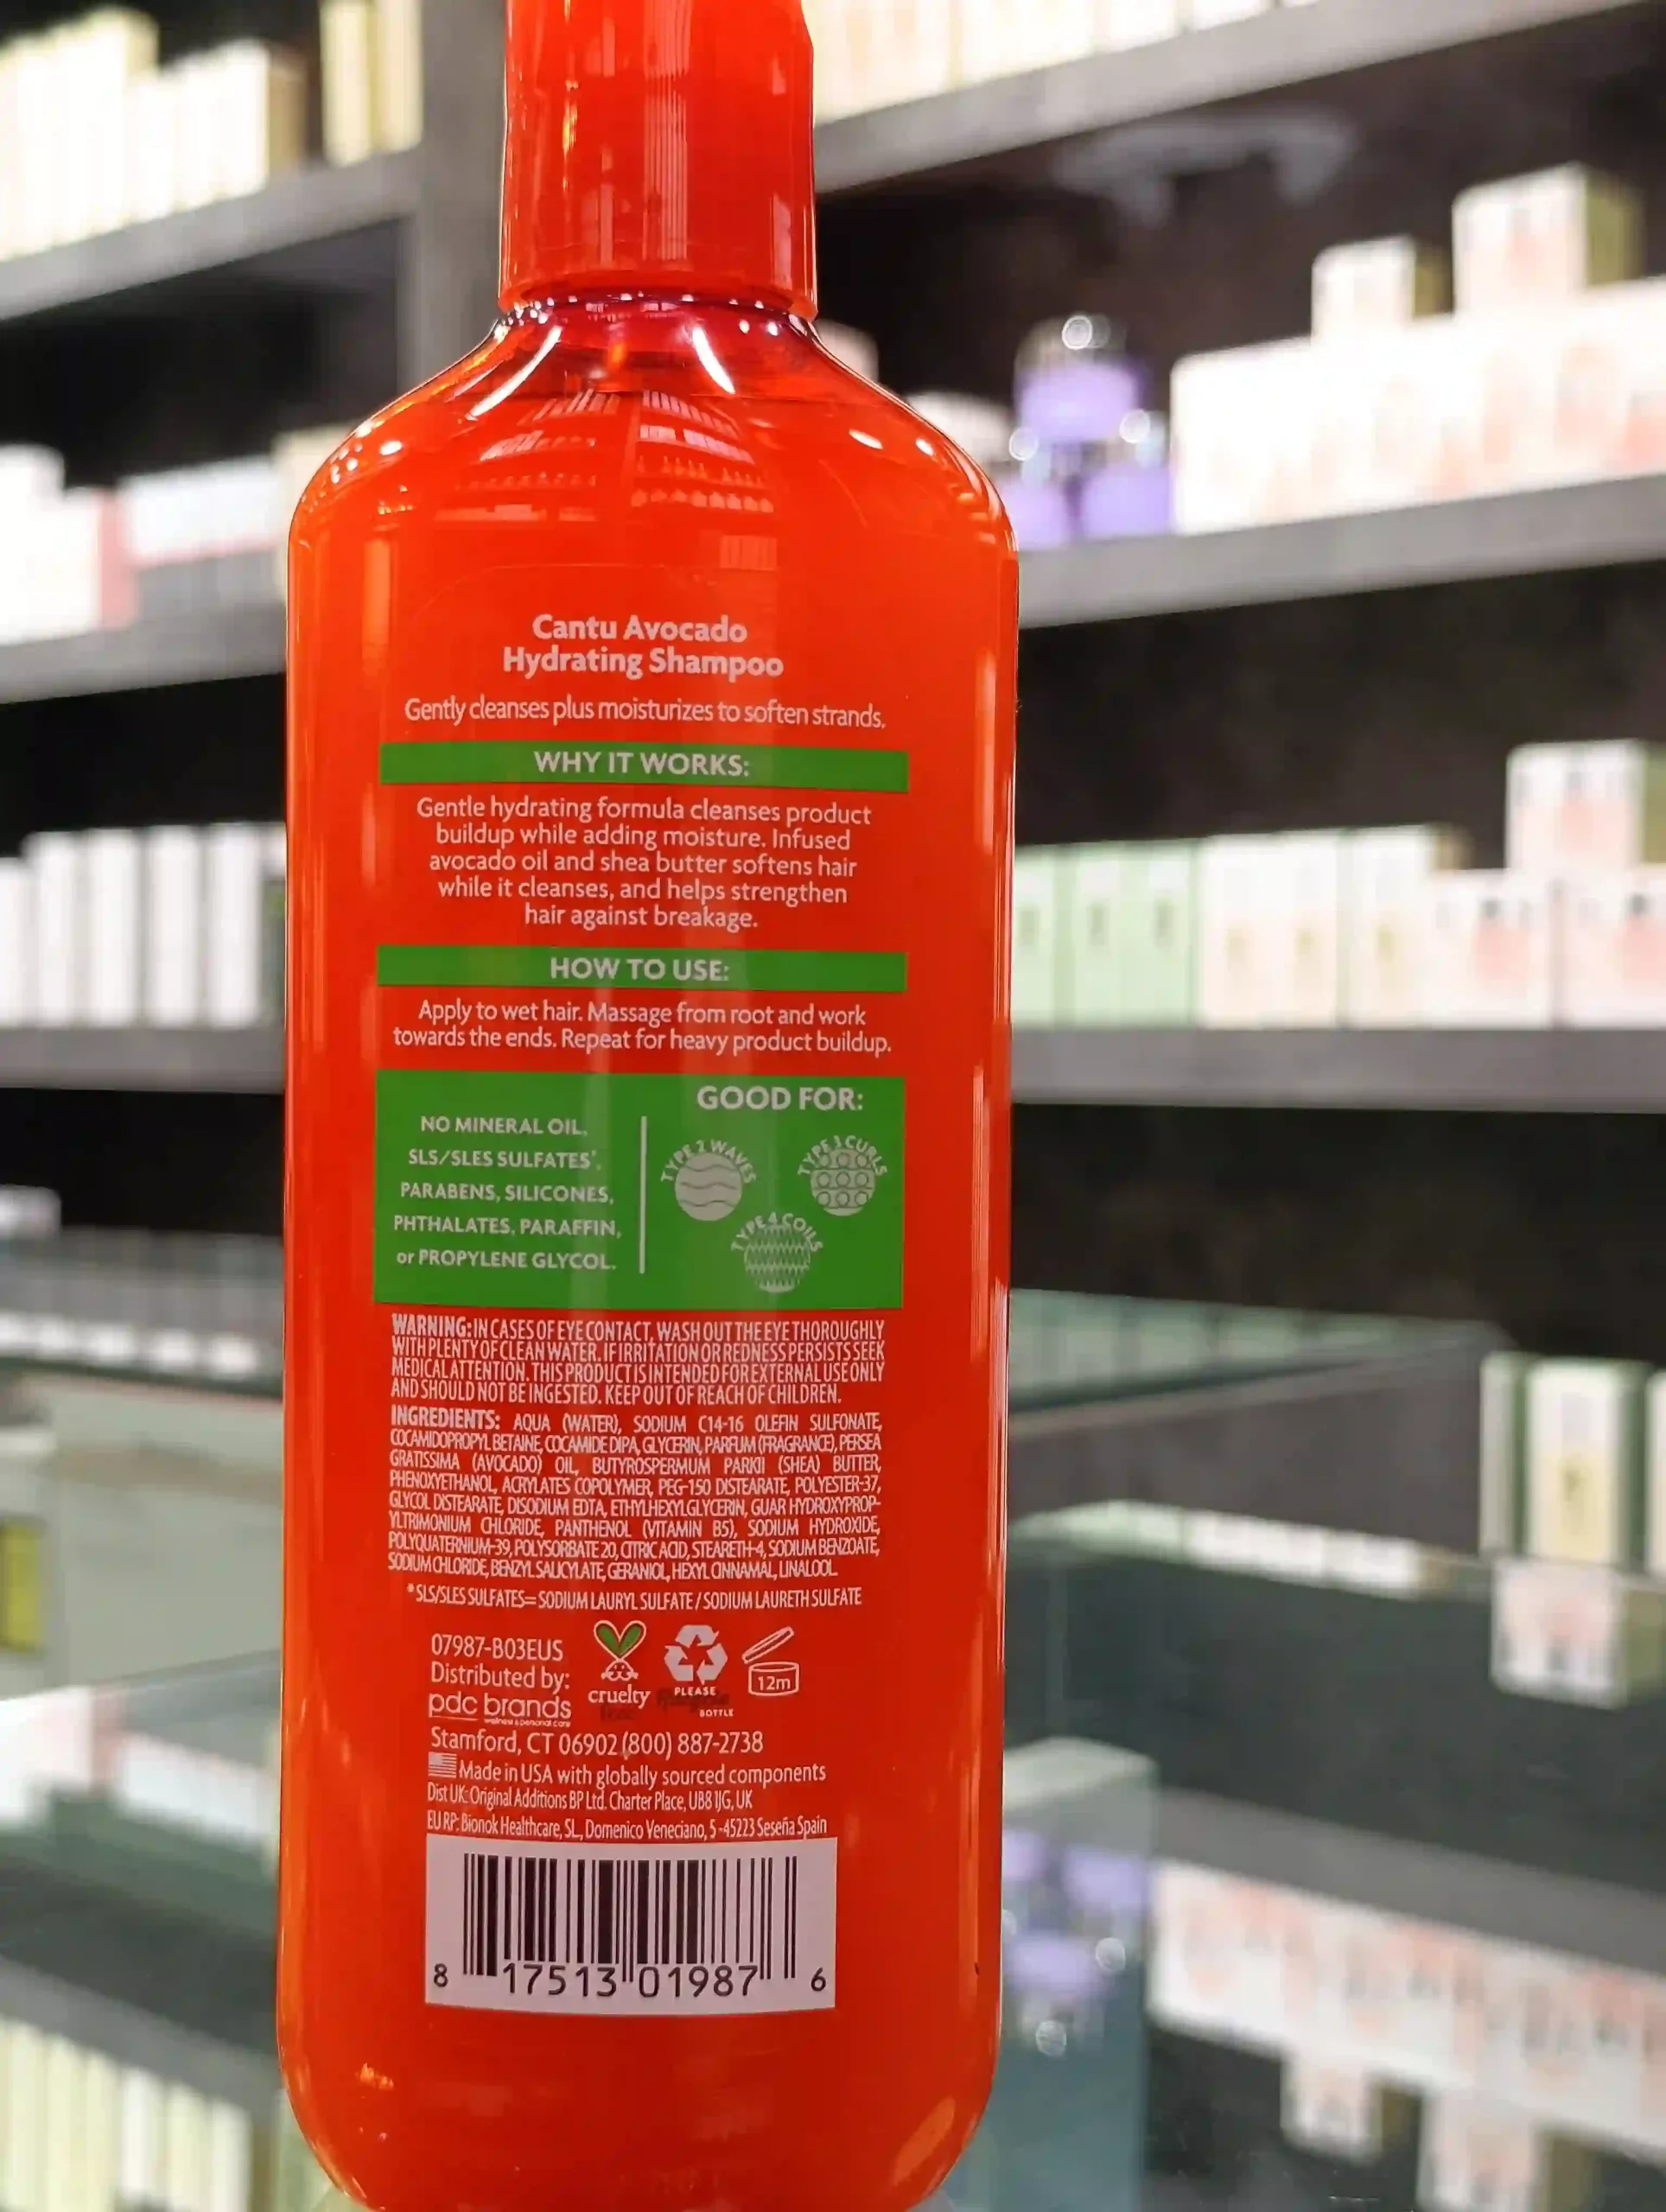 Cantu Avocado
Hydrating Shampoo
Gently cleanses plus moisturizes to soften strands.
WHY IT WORKS:
Gentle hydrating formula cleanses product
buildup while adding moisture. Infused
avocado oil and shea butter softens hair
while it cleanses, and helps strengthen
hair against breakage.
HOW TO USE:
Apply to wet hair. Massage from root and work
towards the ends. Repeat for heavy product buildup.
NO MINERAL OIL,
SLS/SLES SULFATES*,
PARABENS, SILICONES,
PHTHALATES, PARAFFIN,
or PROPYLENE GLYCOL.
GOOD FOR:
TYPE 2 WAVES
TYPE 3 CURLS
TYPE 4 COILS
WARNING: IN CASES OF EYE CONTACT, WASH OUT THE EYE THOROUGHLY
WITH PLENTY OF CLEAN WATER. IF IRRITATION OR REDNESS PERSISTS SEEK
MEDICAL ATTENTION. THIS PRODUCT IS INTENDED FOR EXTERNAL USE ONLY
AND SHOULD NOT BE INGESTED. KEEP OUT OF REACH OF CHILDREN.
INGREDIENTS: AQUA (WATER), SODIUM C14-16 OLEFIN SULFONATE,
COCAMIDOPROPYL BETAINE, COCAMIDE DIPA, GLYCERIN, PARFUM (FRAGRANCE), PERSEA
GRATISSIMA (AVOCADO) OIL, BUTYROSPERMUM PARKII (SHEA) BUTTER,
PHENOXYETHANOL, ACRYLATES COPOLYMER, PEG-150 DISTEARATE, POLYESTER-37,
GLYCOL DISTEARATE, DISODIUM EDTA, ETHYLHEXYLGLYCERIN, GUAR HYDROXYPROP-
YLTRIMONIUM CHLORIDE, PANTHENOL (VITAMIN B5), SODIUM HYDROXIDE,
POLYQUATERNIUM-39, POLYSORBATE 20, CITRIC ACID, STEARETH-4, SODIUM BENZOATE,
SODIUM CHLORIDE, BENZYL SALICYLATE, GERANIOL, HEXYL CINNAMAL, LINALOOL.
*SLS/SLES SULFATES= SODIUM LAURYL SULFATE / SODIUM LAURETH SULFATE
07987-B03EUS
Distributed by:
pdc brands
wellness & personal care
cruelty
PLEASE
BOTTLE
12m
Stamford, CT 06902 (800) 887-2738
Made in USA with globally sourced components
Dist UK: Original Additions BP Ltd. Charter Place, UB8 1JG, UK
EU RP: Bionok Healthcare, SL, Domenico Veneciano, 5 -45223 Seseña Spain
8 17513 01987 6